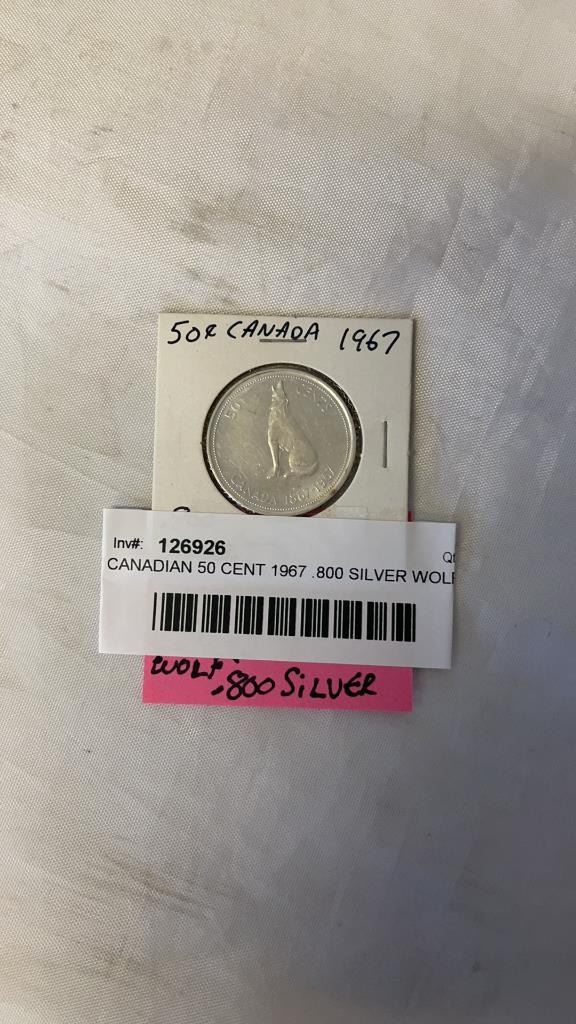 50¢ CANADA 1967
50 CENTS
CANADA 1867-1967
Inv#: 126926
CANADIAN 50 CENT 1967 .800 SILVER WOL
WOLF
.800 SILVER